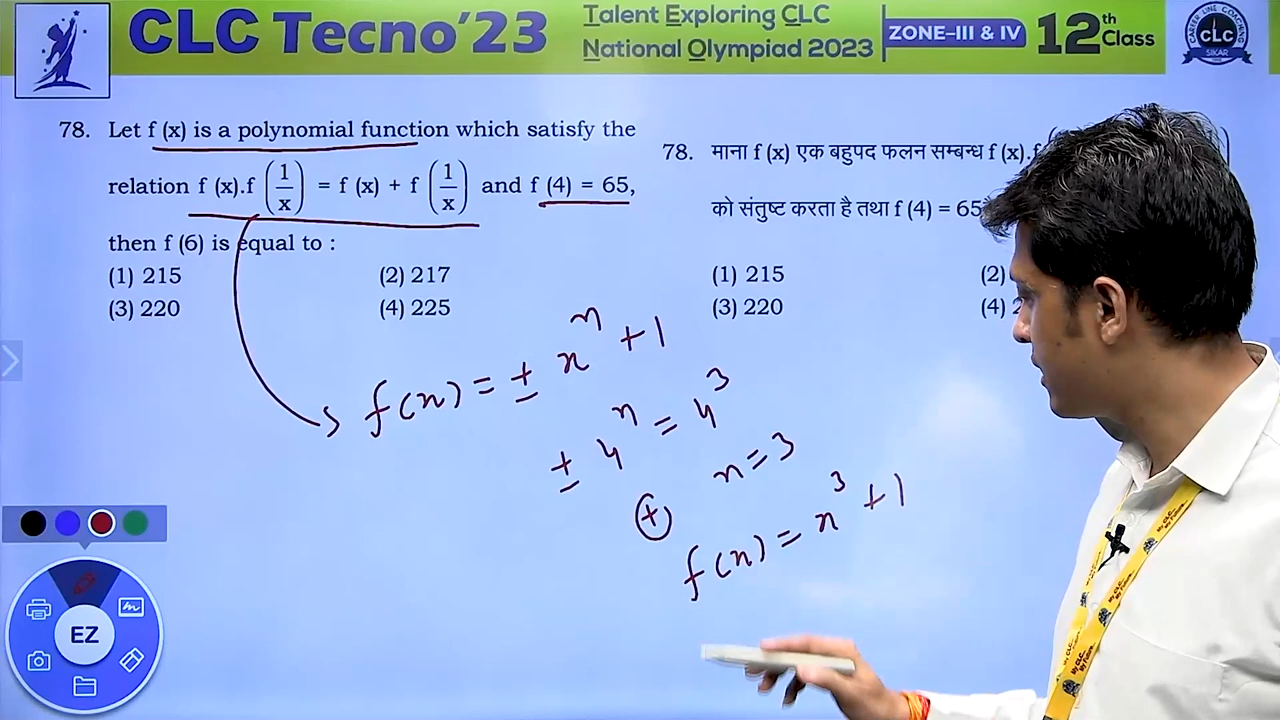 CLC Tecno'23
Talent Exploring CLC
National Olympiad 2023
ZONE–III & IV
12th Class
CAREER LINE COACHING
CLC
SIKAR
78. Let f (x) is a polynomial function which satisfy the
relation f (x).f (1/x) = f (x) + f (1/x) and f (4) = 65,
then f (6) is equal to :
(1) 215 (2) 217
(3) 220 (4) 225
78. माना f (x) एक बहुपद फलन सम्बन्ध f (x).f
को संतुष्ट करता है तथा f (4) = 65
(1) 215 (2)
(3) 220 (4)
f(x) = ± x^n + 1
± 4^n = 4^3
n = 3
+
f(x) = x^3 + 1
EZ